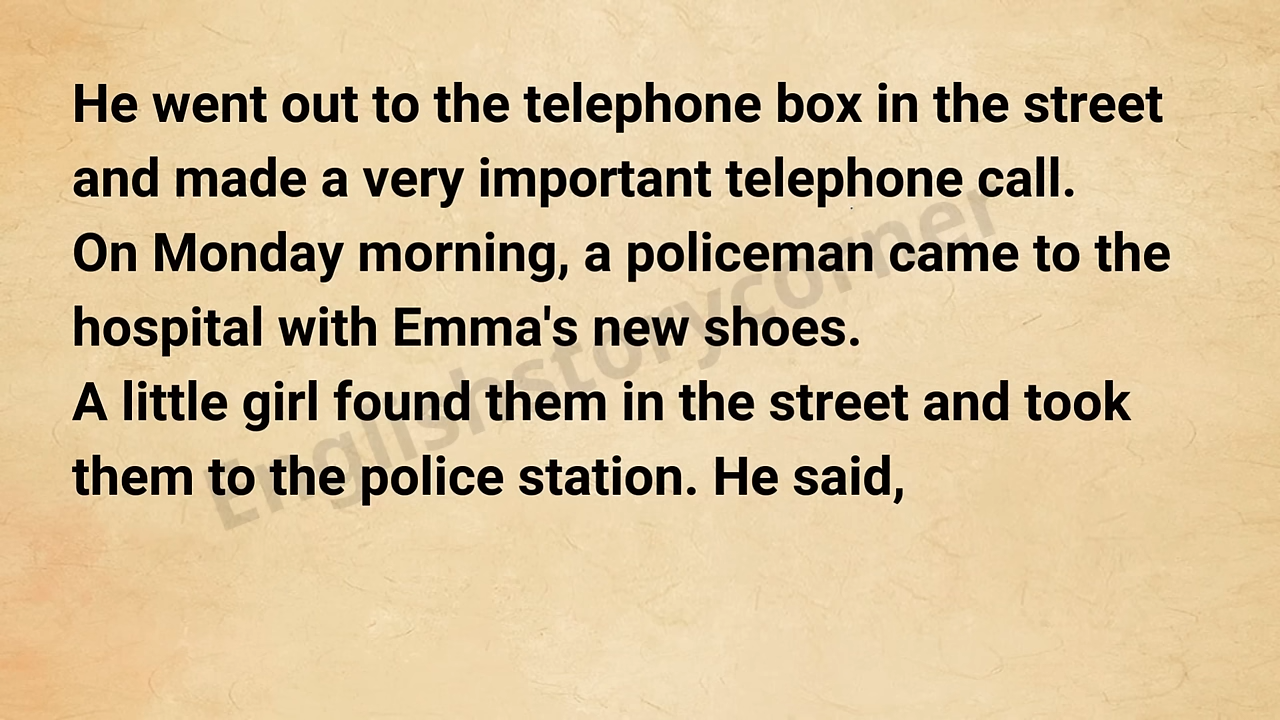 He went out to the telephone box in the street
and made a very important telephone call.
On Monday morning, a policeman came to the
hospital with Emma's new shoes.
A little girl found them in the street and took
them to the police station. He said,
Englishstorycorner